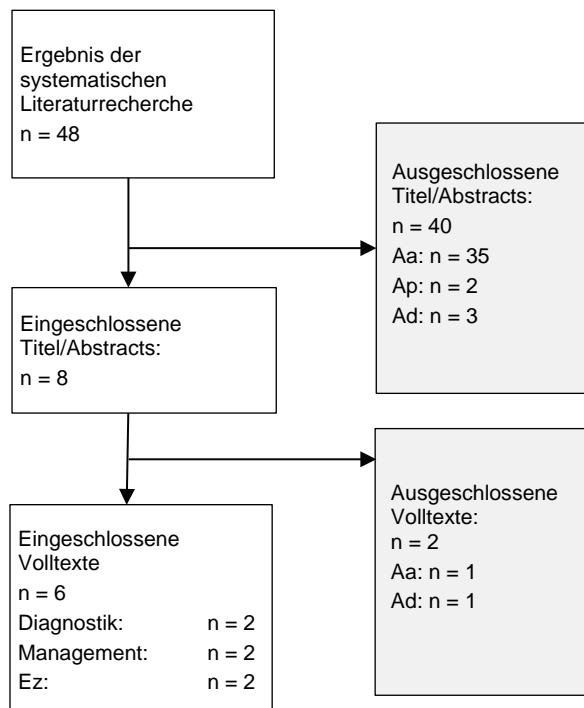 Ergebnis der
systematischen
Literaturrecherche
n = 48
Ausgeschlossene
Titel/Abstracts:
n = 40
Aa: n = 35
Ap: n = 2
Ad: n = 3
Eingeschlossene
Titel/Abstracts:
n = 8
Ausgeschlossene
Volltexte:
n = 2
Aa: n = 1
Ad: n = 1
Eingeschlossene
Volltexte
n = 6
Diagnostik: n = 2
Management: n = 2
Ez: n = 2